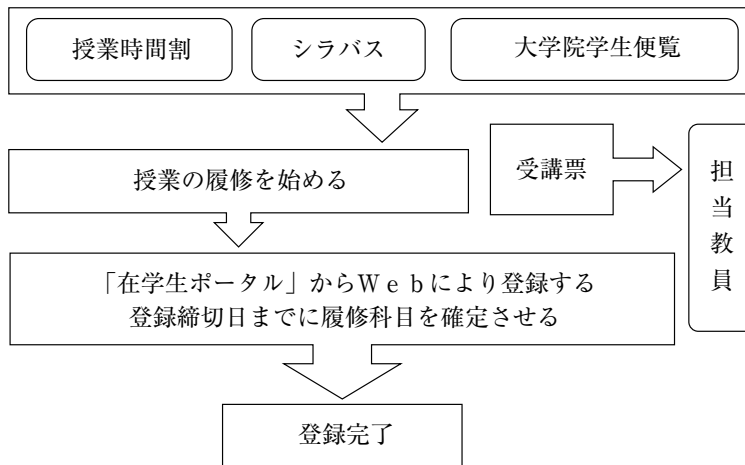 授業時間割
シラバス
大学院学生便覧
授業の履修を始める
受講票
担当教員
「在学生ポータル」からＷｅｂにより登録する
登録締切日までに履修科目を確定させる
登録完了